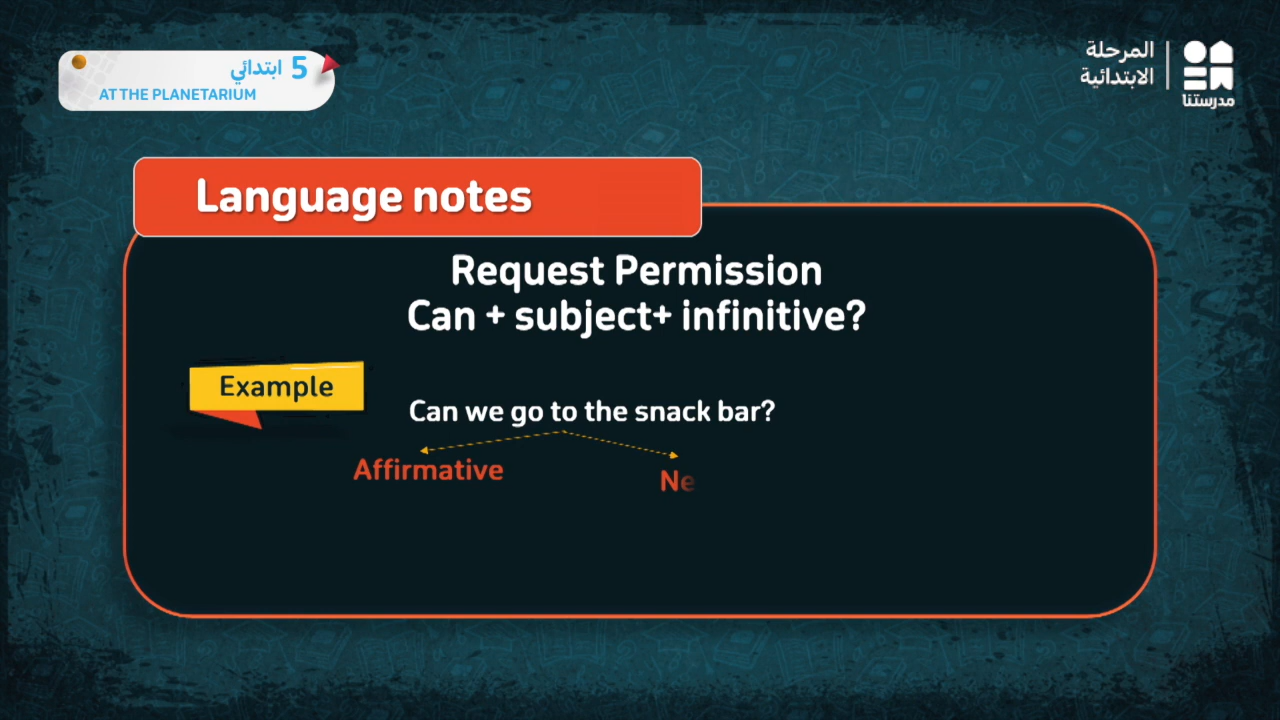 5 ابتدائي
AT THE PLANETARIUM
المرحلة
الابتدائية
مدرستنا
Language notes
Request Permission
Can + subject+ infinitive?
Example
Can we go to the snack bar?
Affirmative
Ne